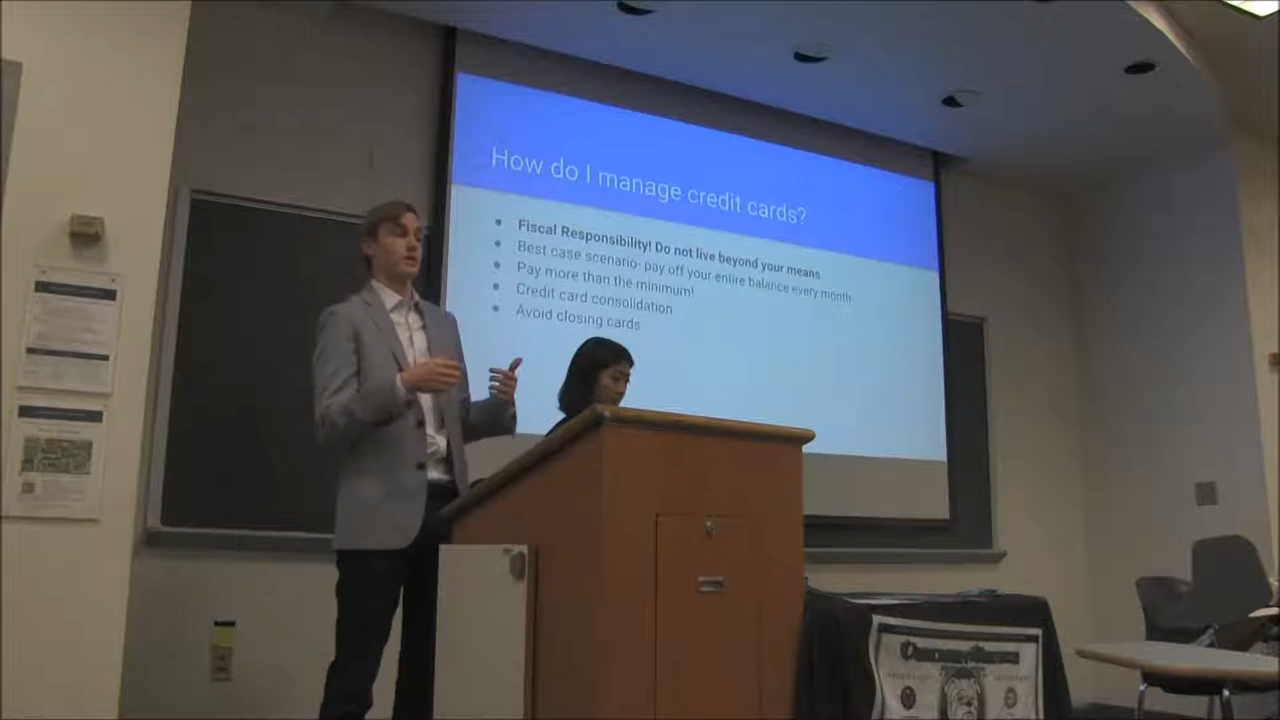 How do I manage credit cards?
Fiscal Responsibility! Do not live beyond your means
Best case scenario- pay off your entire balance every month
Pay more than the minimum!
Credit card consolidation
Avoid closing cards